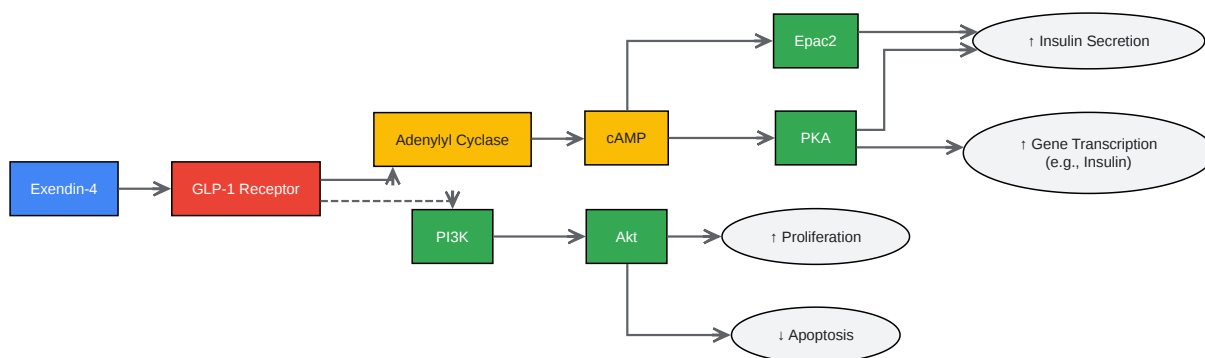 Epac2
↑ Insulin Secretion
Adenylyl Cyclase
cAMP
PKA
↑ Gene Transcription
(e.g., Insulin)
Exendin-4
GLP-1 Receptor
PI3K
Akt
↑ Proliferation
↓ Apoptosis